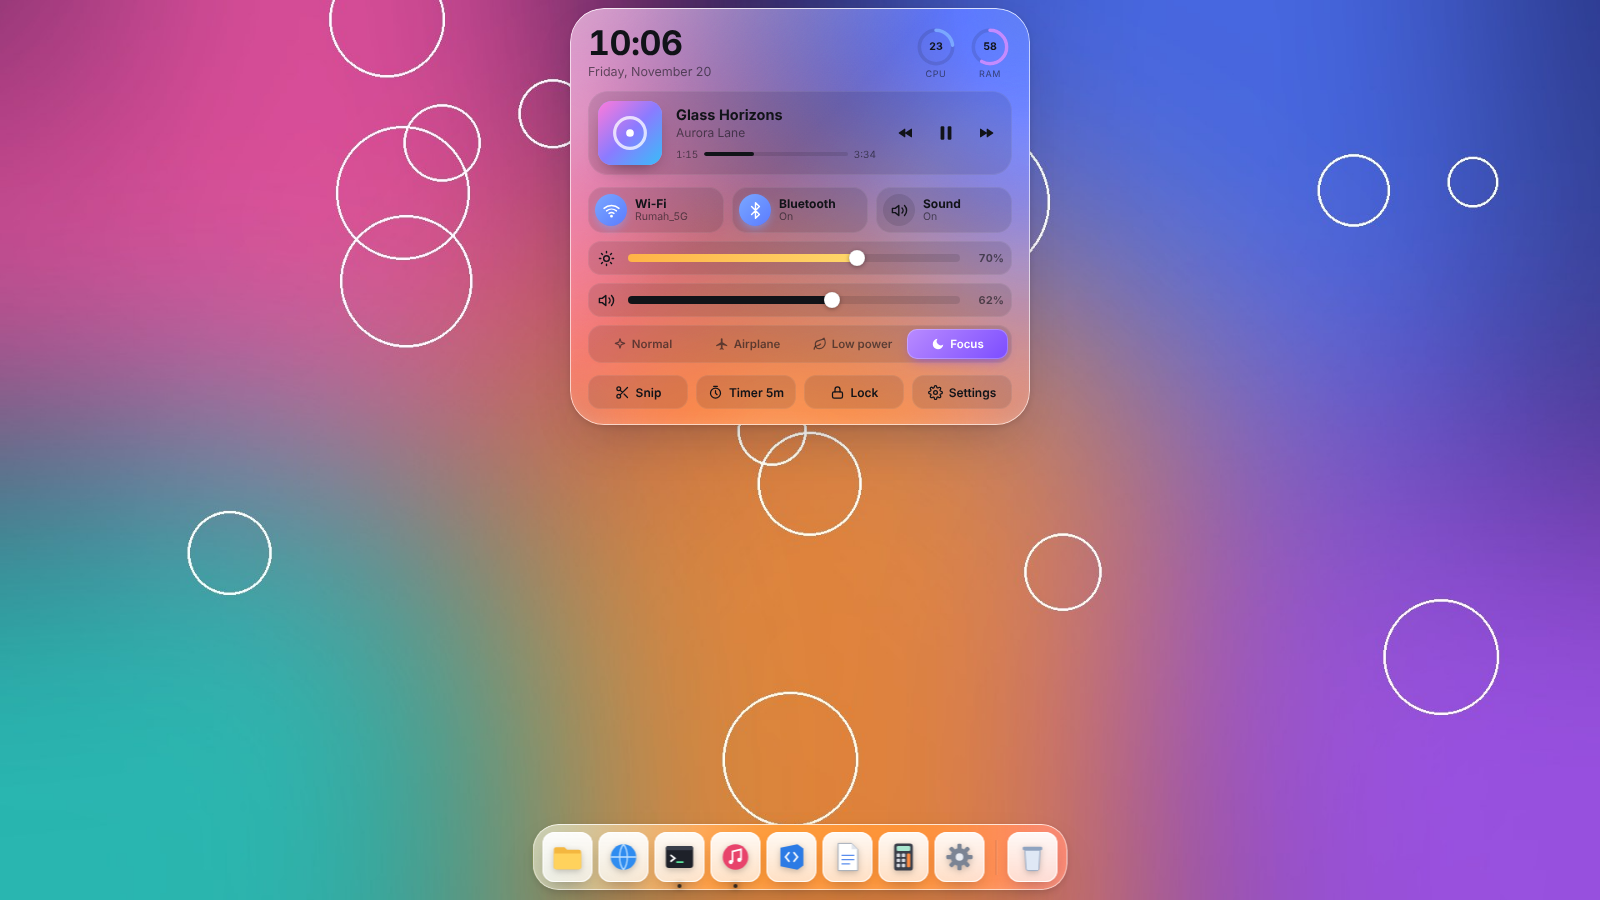 10:06
Friday, November 20
23
58
CPU
RAM
Glass Horizons
Aurora Lane
1:15
3:34
Wi-Fi
Rumah_5G
Bluetooth
On
Sound
On
70%
62%
Normal
Airplane
Low power
Focus
Snip
Timer 5m
Lock
Settings